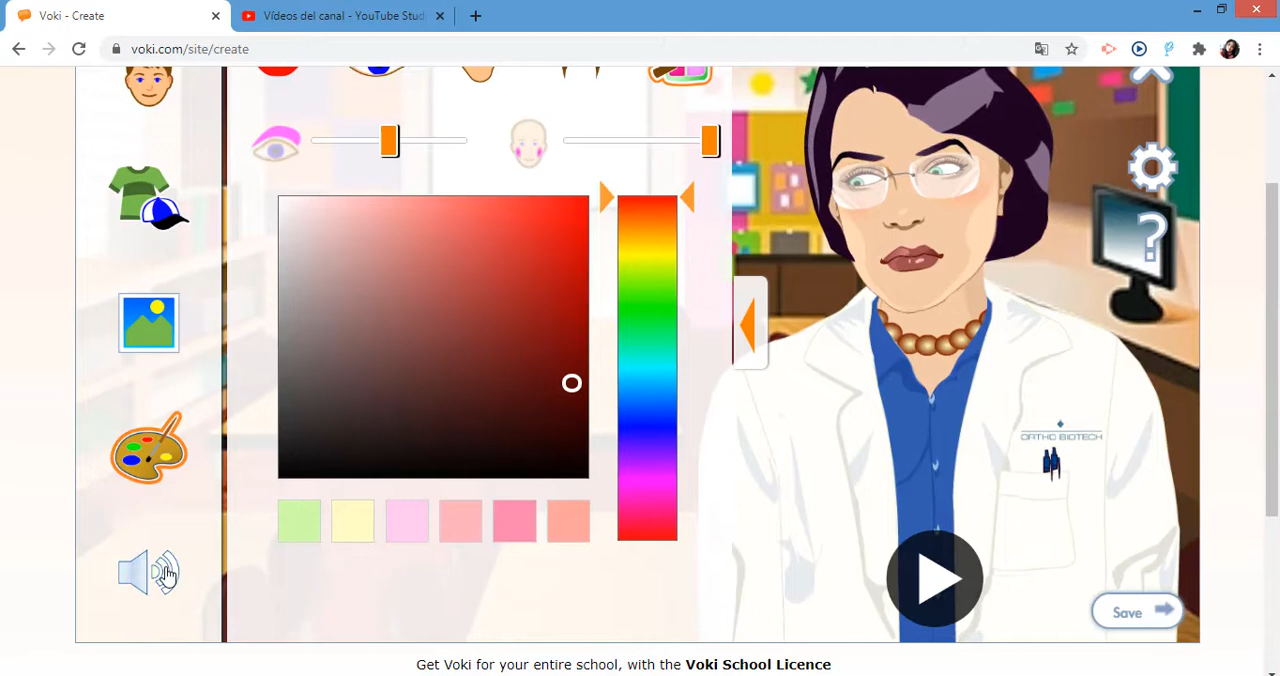 Voki - Create
Vídeos del canal - YouTube Stud
voki.com/site/create
?
ORTHO BIOTECH
Save
Get Voki for your entire school, with the Voki School Licence